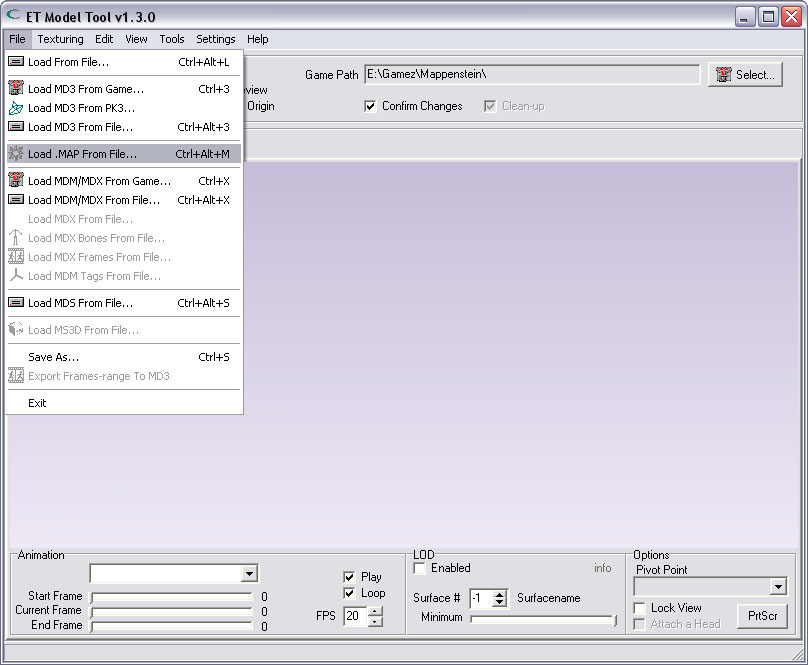 ET Model Tool v1.3.0
File Texturing Edit View Tools Settings Help
Load From File... Ctrl+Alt+L
Load MD3 From Game... Ctrl+3
Load MD3 From PK3...
Load MD3 From File... Ctrl+Alt+3
Load .MAP From File... Ctrl+Alt+M
Load MDM/MDX From Game... Ctrl+X
Load MDM/MDX From File... Ctrl+Alt+X
Load MDX From File...
Load MDX Bones From File...
Load MDX Frames From File...
Load MDM Tags From File...
Load MDS From File... Ctrl+Alt+S
Load MS3D From File...
Save As... Ctrl+S
Export Frames-range To MD3
Exit
Game Path E:\Gamez\Mappenstein\ Select...
view
Origin Confirm Changes Clean-up
Animation
Play
Loop
Start Frame 0
Current Frame 0
End Frame 0
FPS 20
LOD
Enabled info
Surface # -1 Surfacename
Minimum
Options
Pivot Point
Lock View
Attach a Head
PrtScr